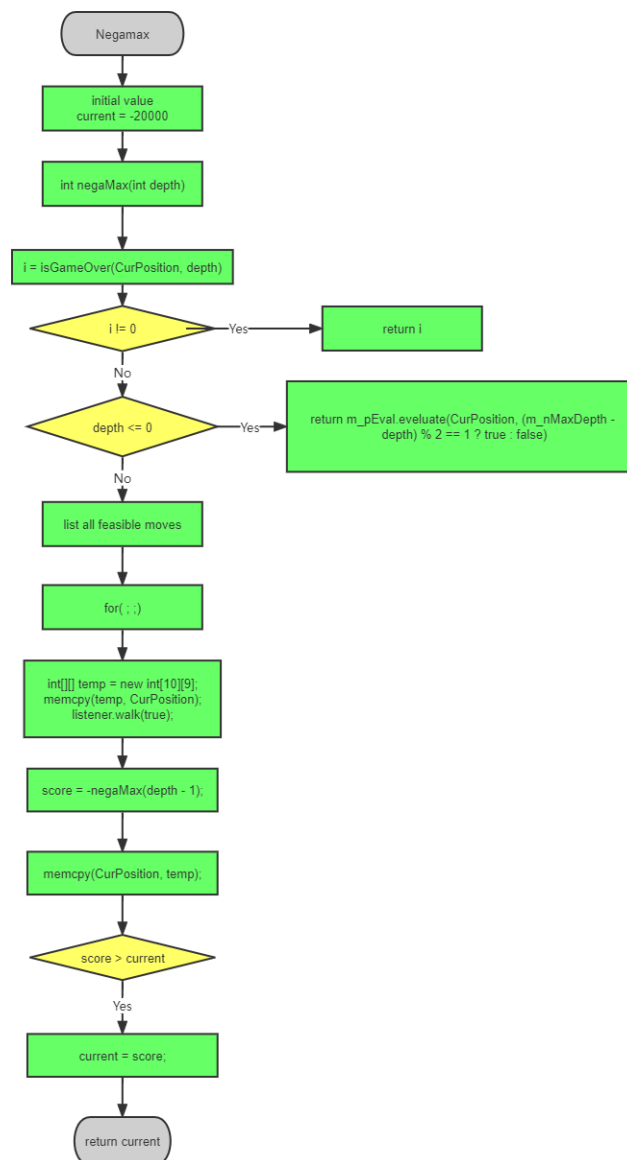 Negamax
initial value
current = -20000
int negaMax(int depth)
i = isGameOver(CurPosition, depth)
i != 0
Yes
return i
No
depth <= 0
Yes
return m_pEval.eveluate(CurPosition, (m_nMaxDepth -
depth) % 2 == 1 ? true : false)
No
list all feasible moves
for( ; ;)
int[][] temp = new int[10][9];
memcpy(temp, CurPosition);
listener.walk(true);
score = -negaMax(depth - 1);
memcpy(CurPosition, temp);
score > current
Yes
current = score;
return current